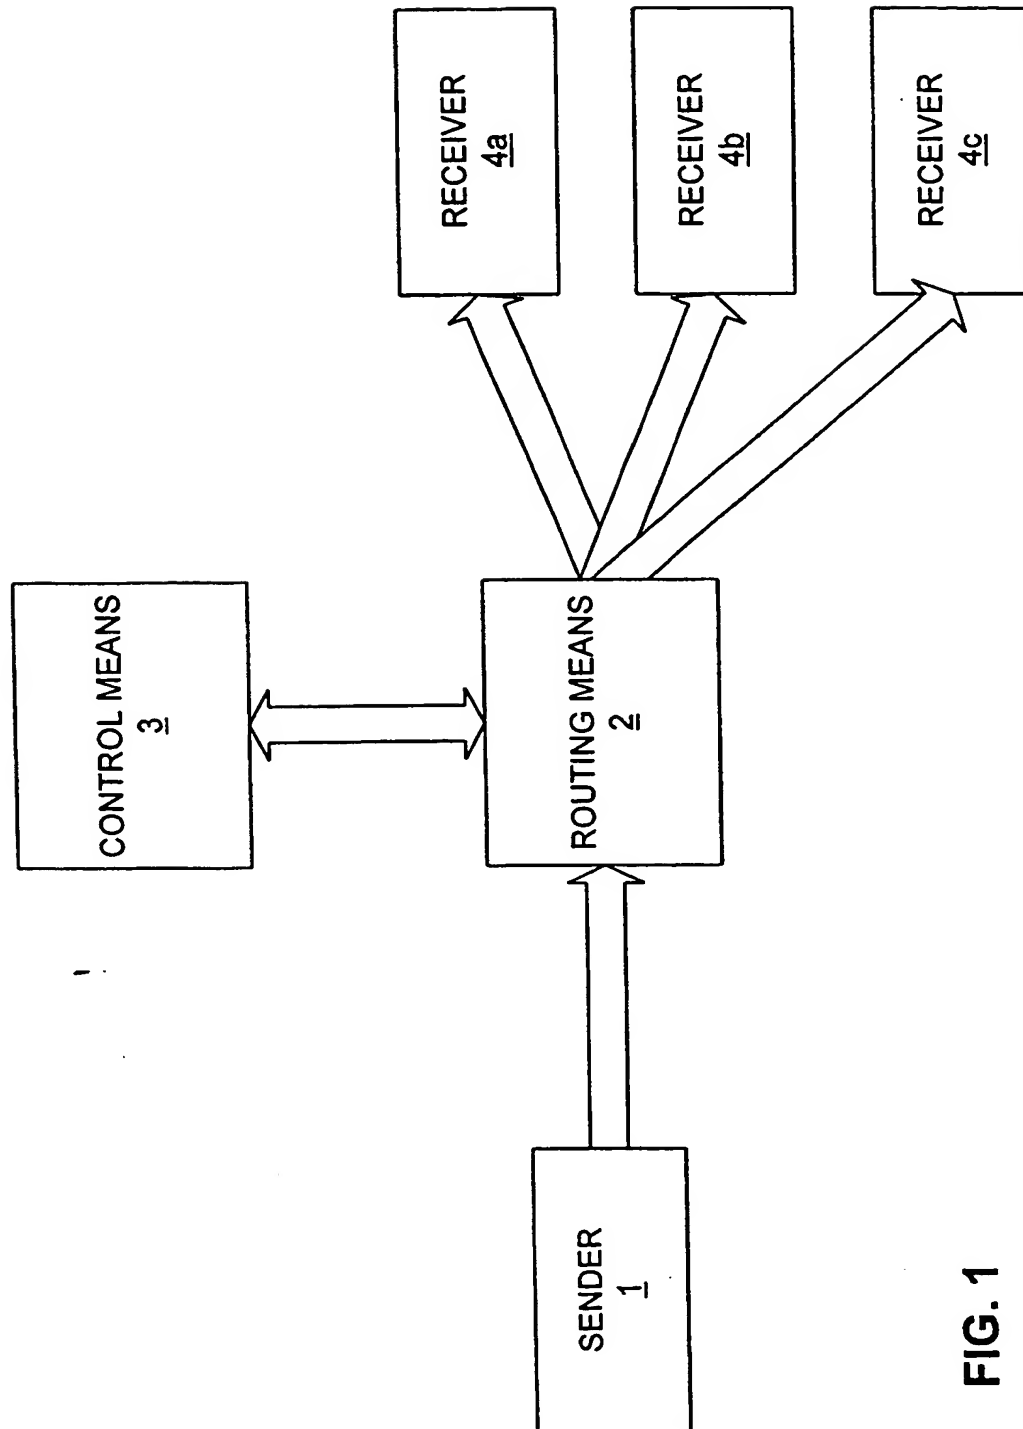 CONTROL MEANS
3
RECEIVER
4a
SENDER
1
ROUTING MEANS
2
RECEIVER
4b
RECEIVER
4c
FIG. 1